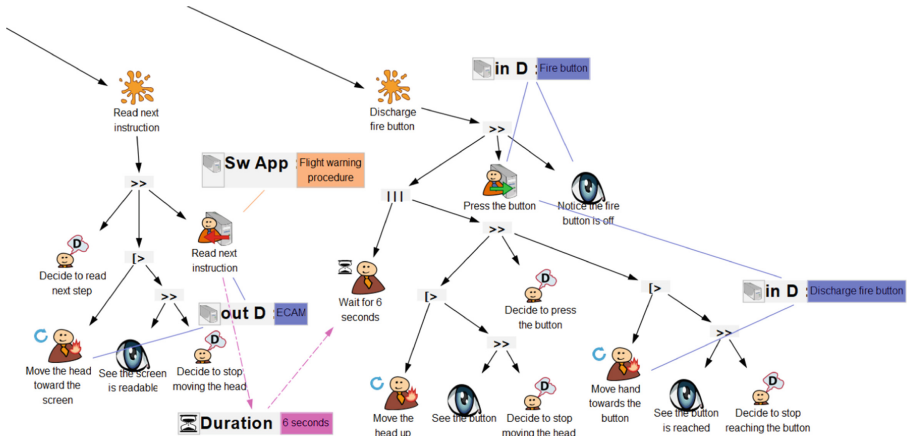 in D : Fire button
Read next
instruction
Discharge
fire button
>>
Sw App : Flight warning
procedure
>>
|||
Press the button
Notice the fire
button is off
D
Decide to read
next step
[>
Read next
instruction
>>
Wait for 6
seconds
[>
D
Decide to press
the button
[>
in D : Discharge fire button
>>
out D : ECAM
>>
>>
Move the head
toward the
screen
See the screen
is readable
D
Decide to stop
moving the head
Move the
head up
See the button
D
Decide to stop
moving the head
Move hand
towards the
button
See the button
is reached
D
Decide to stop
reaching the button
Duration 6 seconds